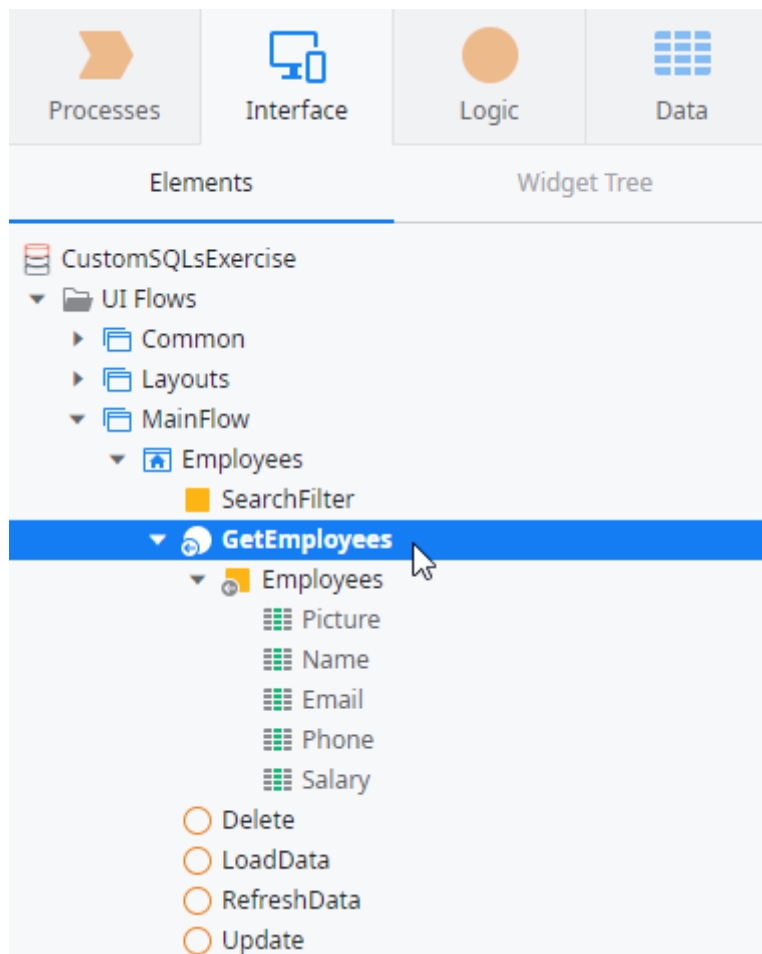 Processes Interface Logic Data
Elements Widget Tree
CustomSQLsExercise
UI Flows
Common
Layouts
MainFlow
Employees
SearchFilter
GetEmployees
Employees
Picture
Name
Email
Phone
Salary
Delete
LoadData
RefreshData
Update